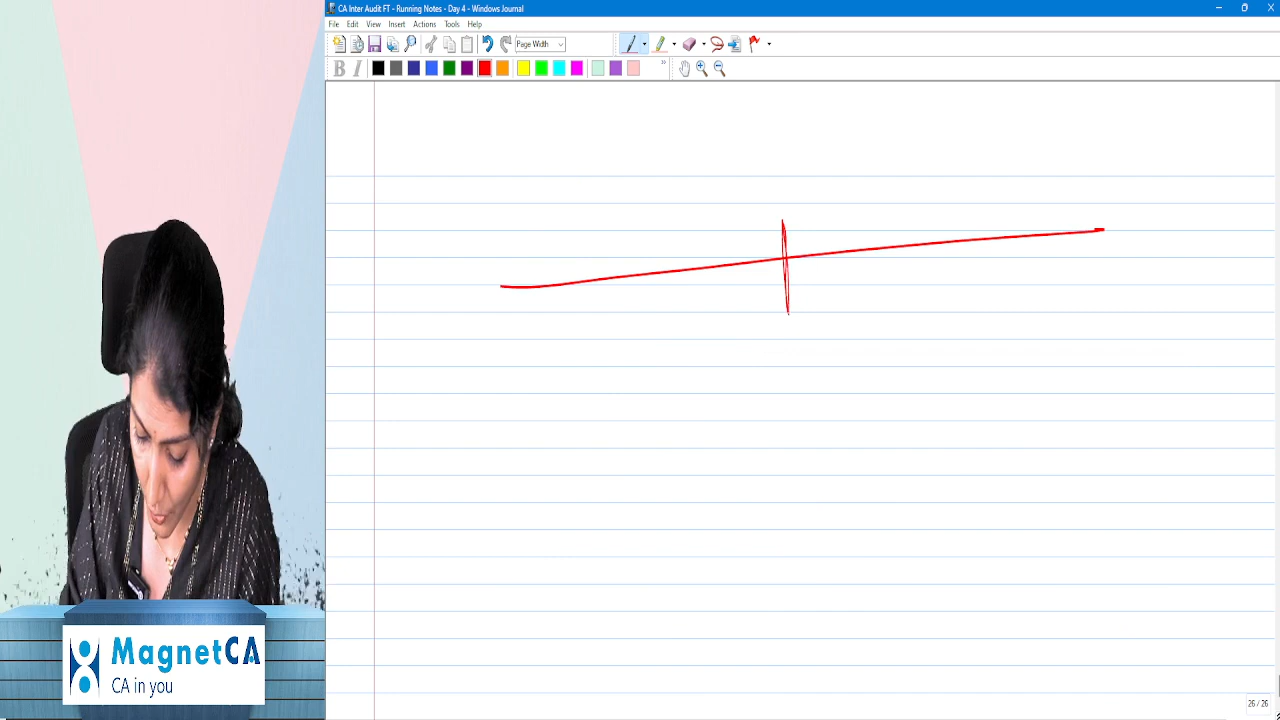 CA Inter Audit FT - Running Notes - Day 4 - Windows Journal
File Edit View Insert Actions Tools Help
Page Width
B I
MagnetCA
CA in you
26 / 26